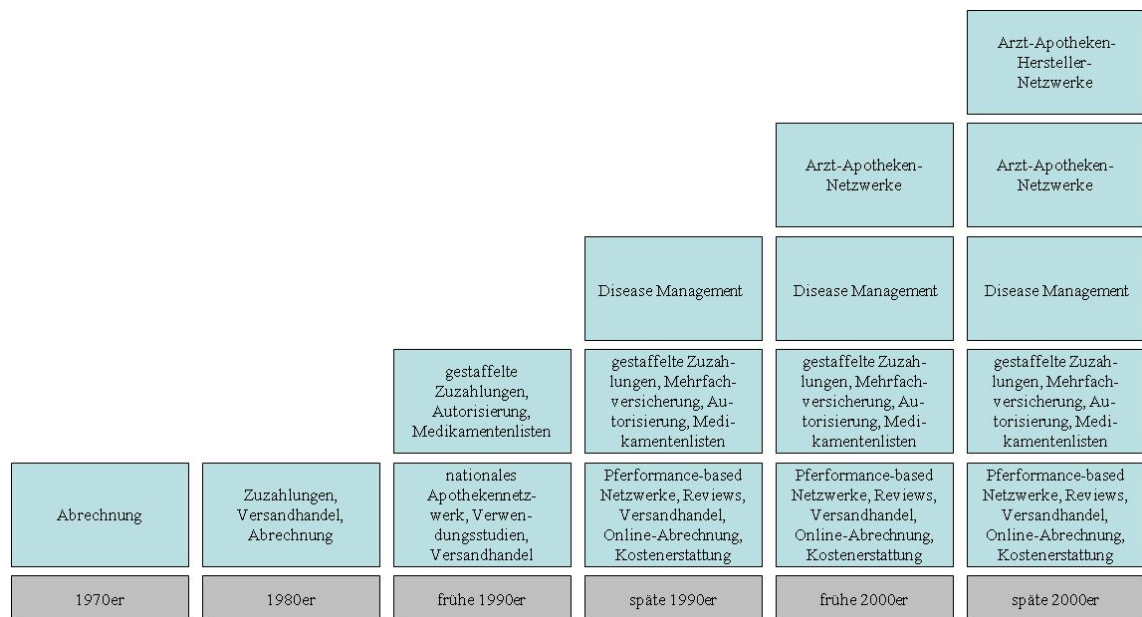 Arzt-Apotheken-
Hersteller-
Netzwerke
Arzt-Apotheken-
Netzwerke
Arzt-Apotheken-
Netzwerke
Disease Management
Disease Management
Disease Management
gestaffelte
Zuzahlungen,
Autorisierung,
Medikamentenlisten
gestaffelte Zuzah-
lungen, Mehrfach-
versicherung, Au-
torisierung, Medi-
kamentenlisten
gestaffelte Zuzah-
lungen, Mehrfach-
versicherung, Au-
torisierung, Medi-
kamentenlisten
gestaffelte Zuzah-
lungen, Mehrfach-
versicherung, Au-
torisierung, Medi-
kamentenlisten
Abrechnung
Zuzahlungen,
Versandhandel,
Abrechnung
nationales
Apothekennetz-
werk, Verwen-
dungsstudien,
Versandhandel
Pferformance-based
Netzwerke, Reviews,
Versandhandel,
Online-Abrechnung,
Kostenerstattung
Pferformance-based
Netzwerke, Reviews,
Versandhandel,
Online-Abrechnung,
Kostenerstattung
Pferformance-based
Netzwerke, Reviews,
Versandhandel,
Online-Abrechnung,
Kostenerstattung
1970er
1980er
frühe 1990er
späte 1990er
frühe 2000er
späte 2000er